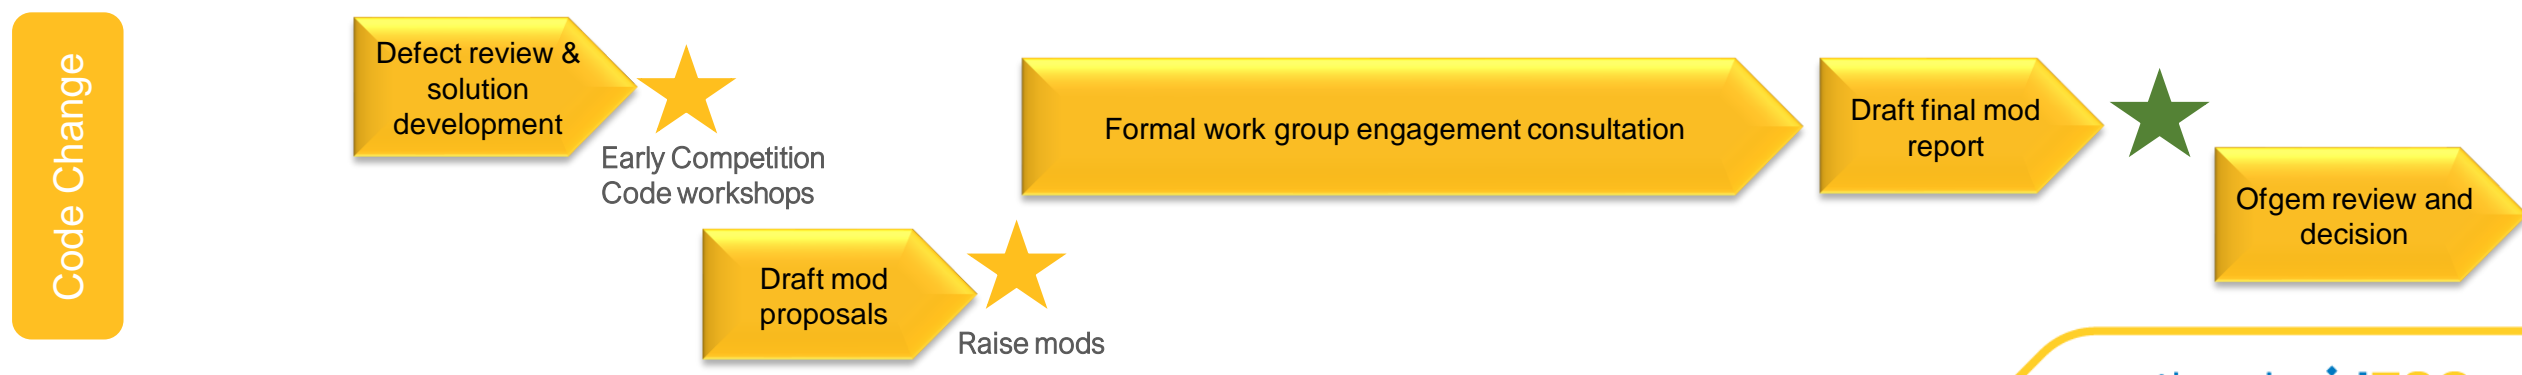 Code Change
Defect review &
solution
development
Early Competition
Code workshops
Draft mod
proposals
Raise mods
Formal work group engagement consultation
Draft final mod
report
Ofgem review and
decision